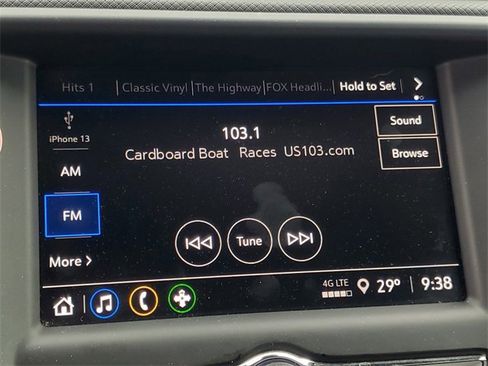 Hits 1 Classic Vinyl The Highway FOX Headli... Hold to Set
iPhone 13
103.1
Sound
Cardboard Boat Races US103.com
Browse
AM
FM
Tune
More
4G LTE 29° 9:38